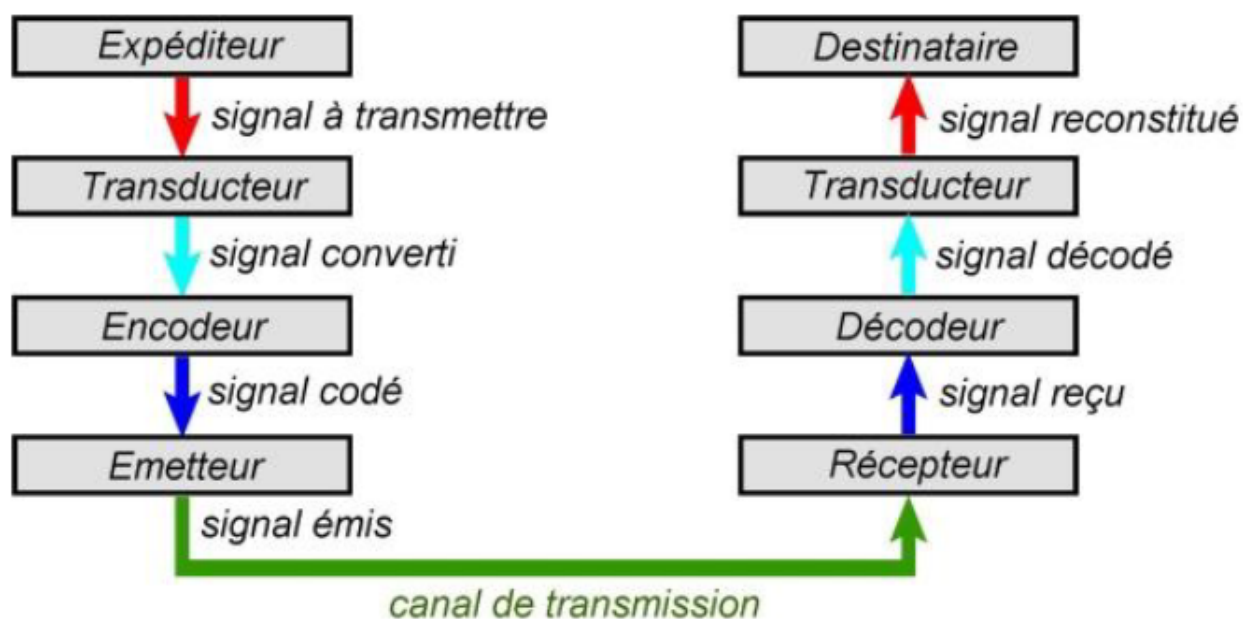 Expéditeur
signal à transmettre
Transducteur
signal converti
Encodeur
signal codé
Emetteur
signal émis
canal de transmission
Récepteur
signal reçu
Décodeur
signal décodé
Transducteur
signal reconstitué
Destinataire